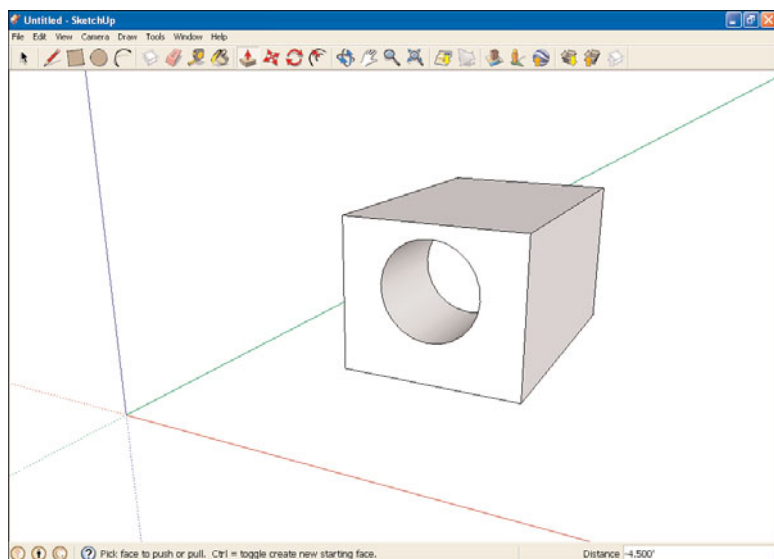 Untitled - SketchUp
File Edit View Camera Draw Tools Window Help
Pick face to push or pull. Ctrl = toggle create new starting face. Distance -4.500'